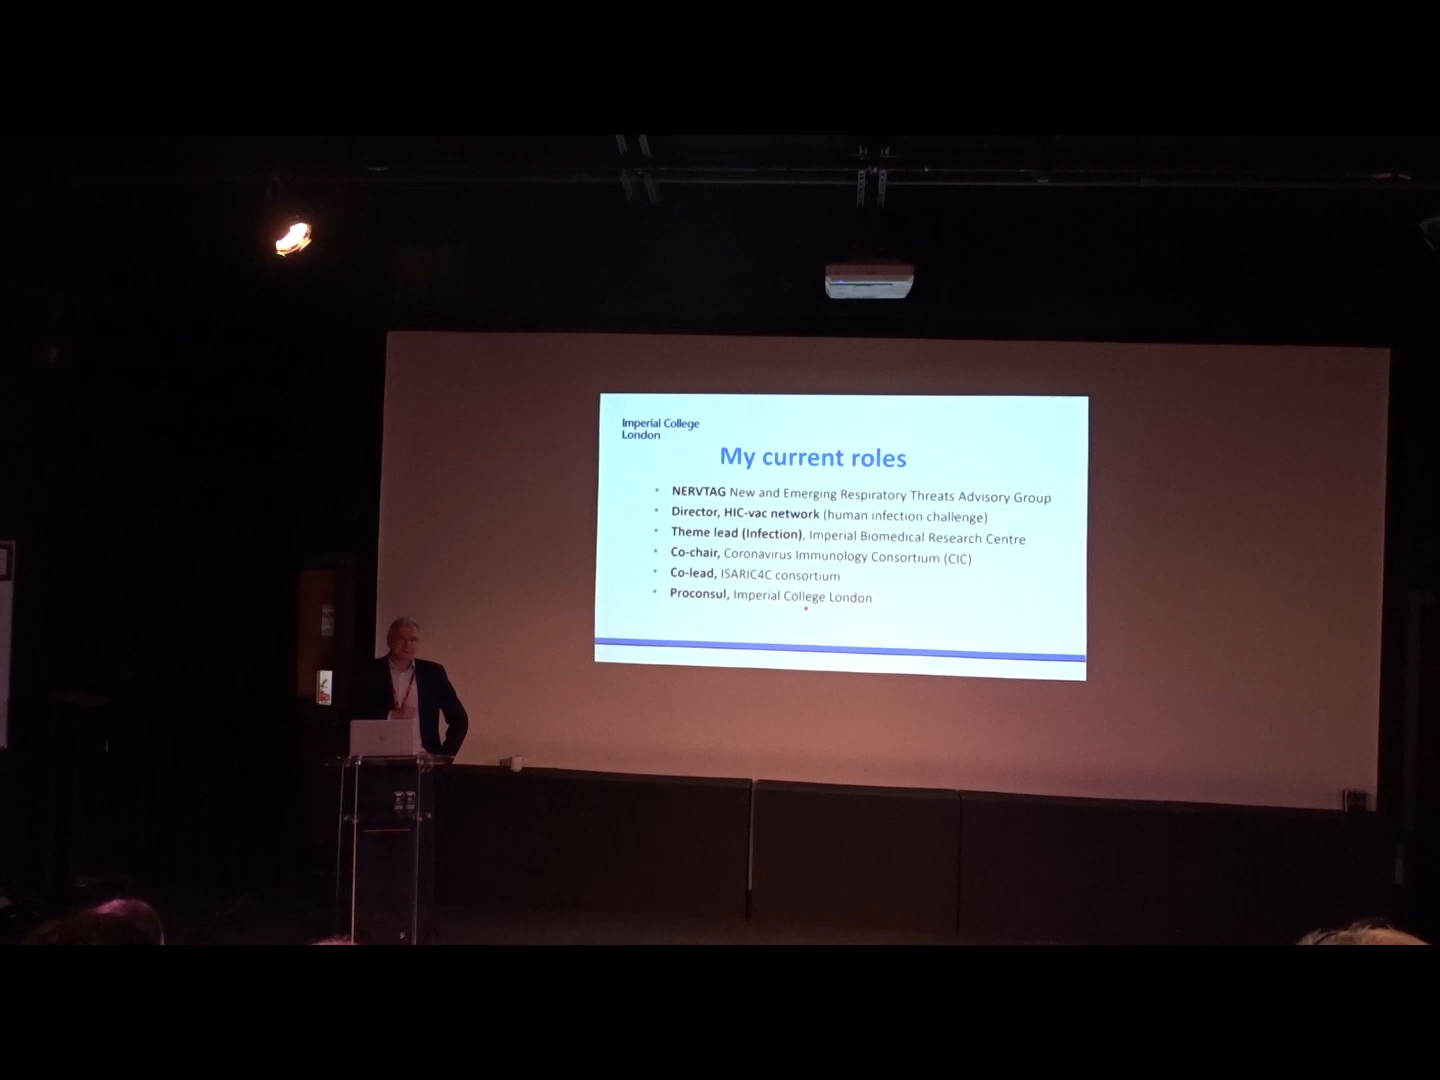 Imperial College
London
My current roles
• NERVTAG New and Emerging Respiratory Threats Advisory Group
• Director, HIC-vac network (human infection challenge)
• Theme lead (Infection), Imperial Biomedical Research Centre
• Co-chair, Coronavirus Immunology Consortium (CIC)
• Co-lead, ISARIC4C consortium
• Proconsul, Imperial College London